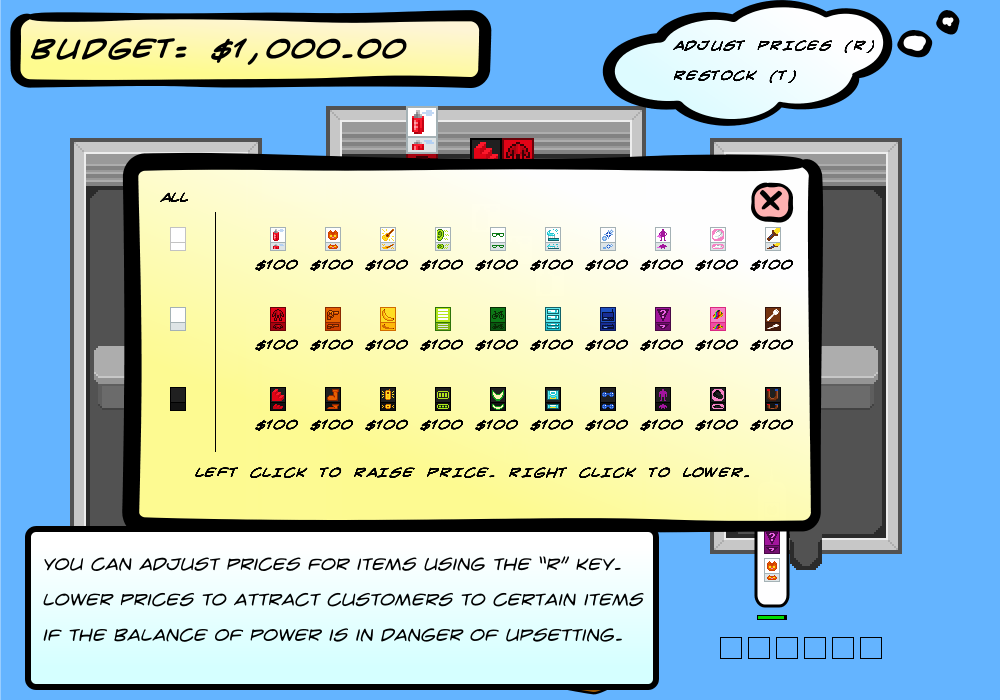 BUDGET: $1,000.00
ADJUST PRICES (R)
RESTOCK (T)
ALL
$100 $100 $100 $100 $100 $100 $100 $100 $100 $100
$100 $100 $100 $100 $100 $100 $100 $100 $100 $100
$100 $100 $100 $100 $100 $100 $100 $100 $100 $100
LEFT CLICK TO RAISE PRICE. RIGHT CLICK TO LOWER.
YOU CAN ADJUST PRICES FOR ITEMS USING THE "R" KEY.
LOWER PRICES TO ATTRACT CUSTOMERS TO CERTAIN ITEMS
IF THE BALANCE OF POWER IS IN DANGER OF UPSETTING.